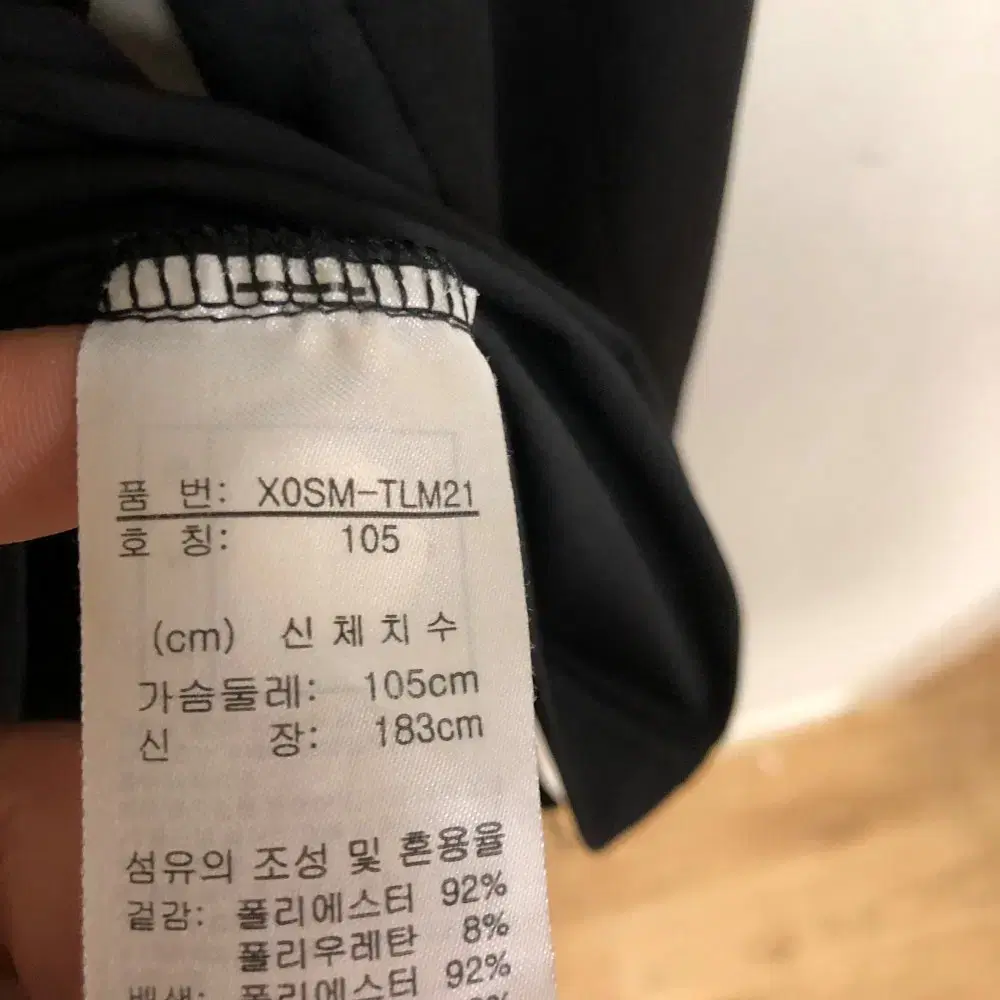 품 번: X0SM-TLM21
호 칭: 105
(cm) 신체치수
가슴둘레: 105cm
신 장: 183cm
섬유의 조성 및 혼용율
겉감: 폴리에스터 92%
폴리우레탄 8%
배색: 폴리에스터 92%